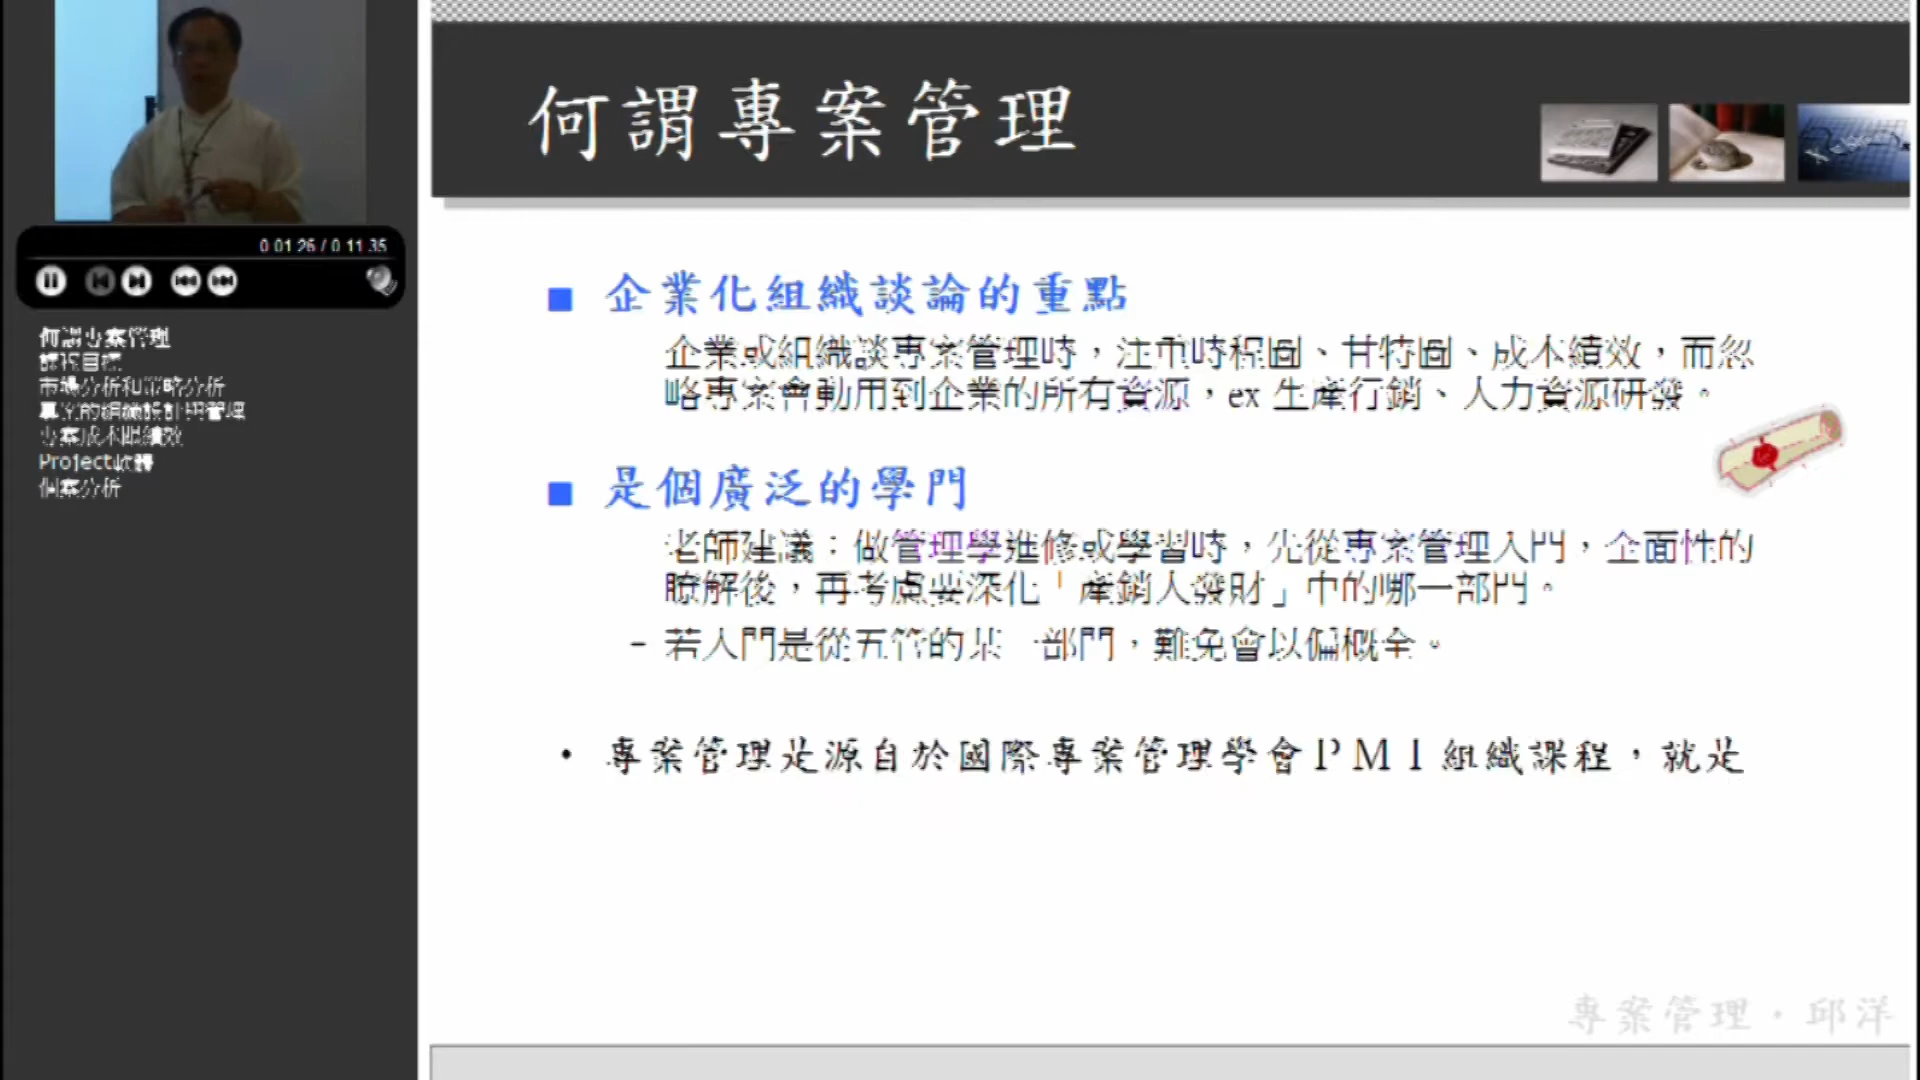 何謂專案管理
0:01:26 / 0:11:35
何謂專案管理
課程目標
市場分析和策略分析
專案的組織設計與管理
專案成本與績效
Project軟體
個案分析
企業化組織談論的重點
企業或組織談專案管理時，注重時程圖、甘特圖、成本績效，而忽
略專案會動用到企業的所有資源，ex 生產行銷、人力資源研發。
是個廣泛的學門
老師建議：做管理學進修或學習時，先從專案管理入門，全面性的
瞭解後，再考慮要深化「產銷人發財」中的哪一部門。
– 若入門是從五管的某一部門，難免會以偏概全。
• 專案管理是源自於國際專案管理學會ＰＭＩ組織課程，就是
專案管理・邱洋